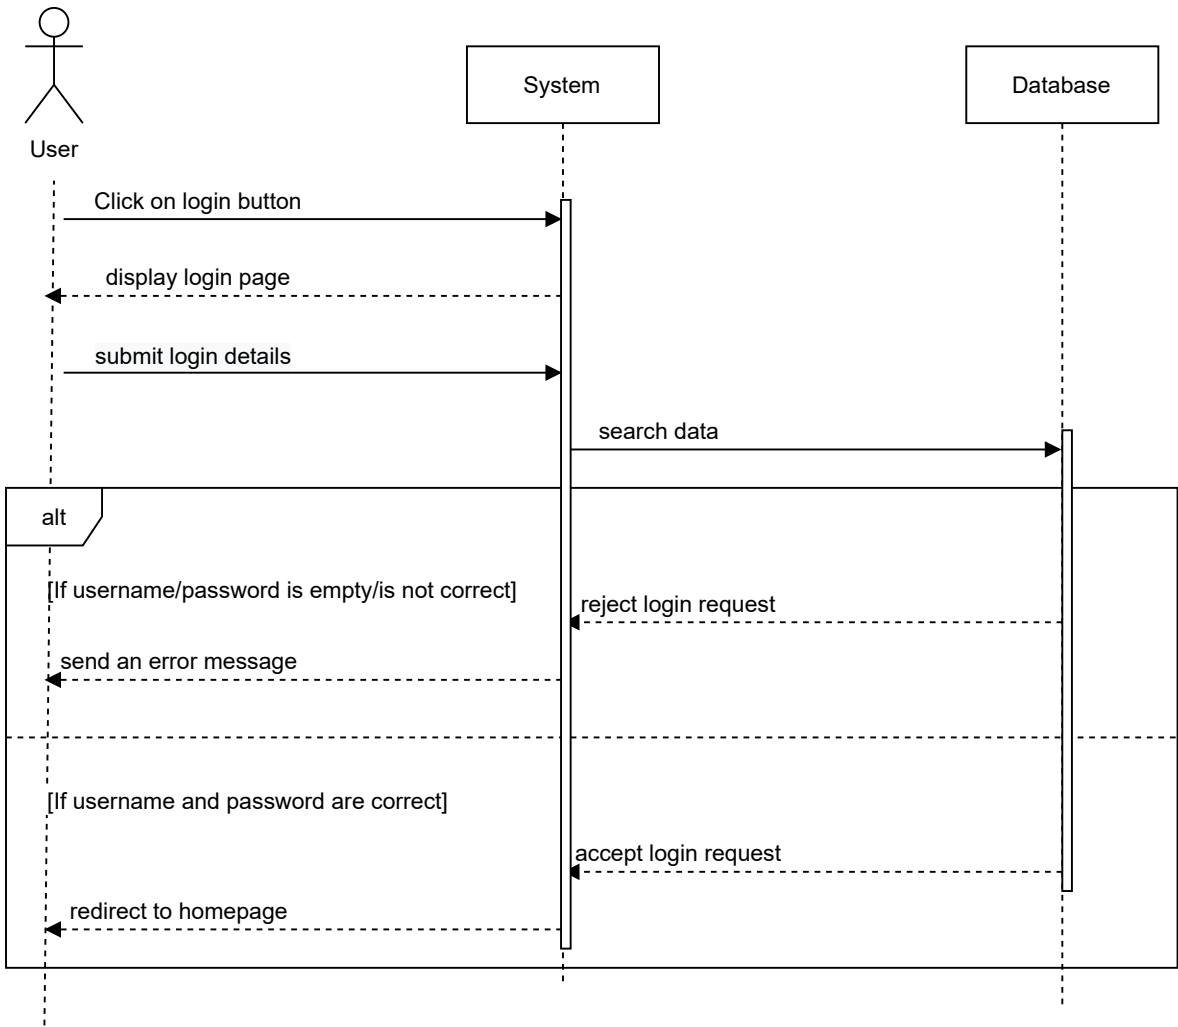 User
System
Database
Click on login button
display login page
submit login details
search data
alt
[If username/password is empty/is not correct]
reject login request
send an error message
[If username and password are correct]
accept login request
redirect to homepage